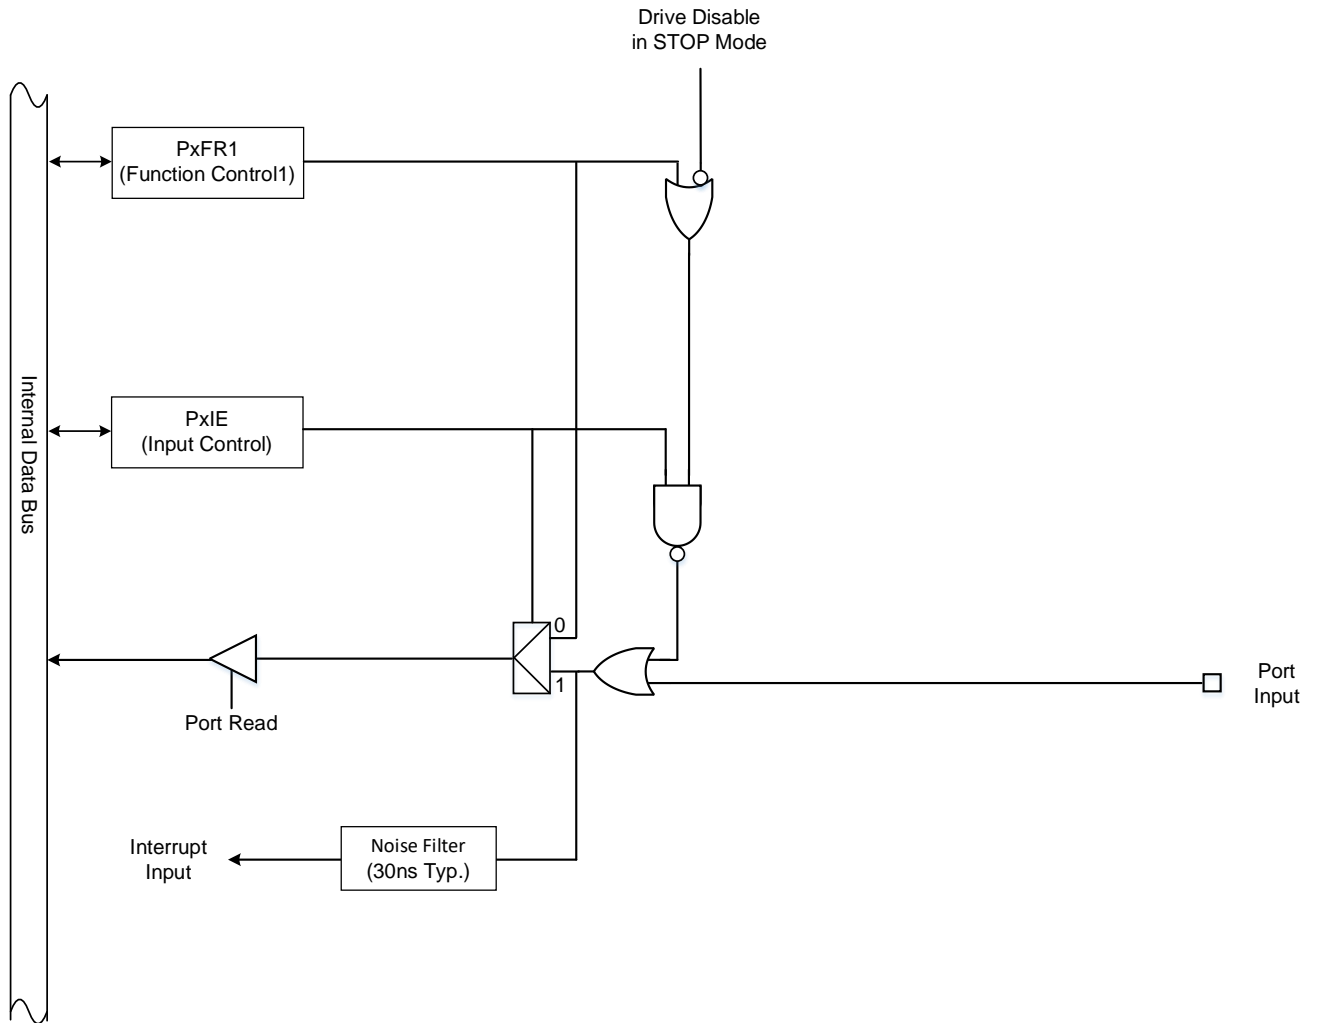 Drive Disable
in STOP Mode
PxFR1
(Function Control1)
Internal Data Bus
PxIE
(Input Control)
0
1
Port Read
Port
Input
Interrupt
Input
Noise Filter
(30ns Typ.)